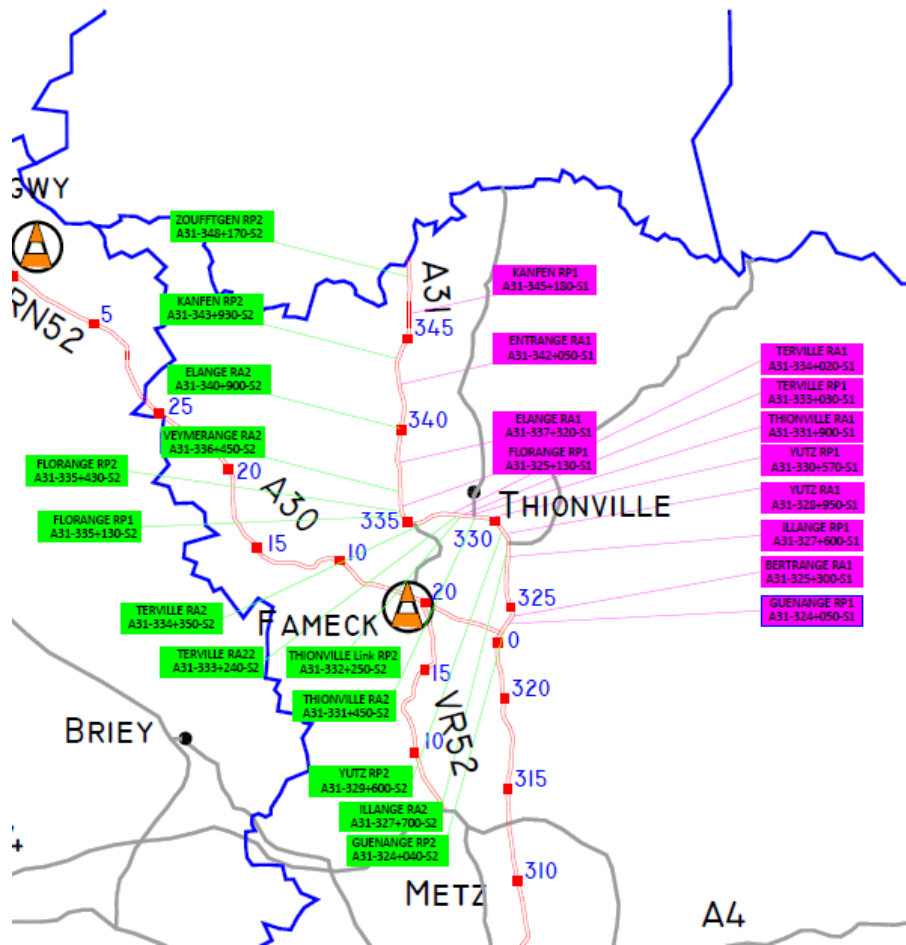 GWY
ZOUFFTGEN RP2
A31-348+170-S2
A31
KANFEN RP1
A31-345+180-S1
RN52
5
KANFEN RP2
A31-343+930-S2
345
ENTRANGE RA1
A31-342+050-S1
TERVILLE RA1
A31-334+020-S1
ELANGE RA2
A31-340+900-S2
TERVILLE RP1
A31-333+030-S1
25
340
ELANGE RA1
A31-337+320-S1
THIONVILLE RA1
A31-331+900-S1
VEYMERANGE RA2
A31-336+450-S2
FLORANGE RP1
A31-325+130-S1
YUTZ RP1
A31-330+570-S1
FLORANGE RP2
A31-335+430-S2
20
A30
YUTZ RA1
A31-328+950-S1
THIONVILLE
FLORANGE RP1
A31-335+130-S2
335
330
ILLANGE RP1
A31-327+600-S1
15
10
BERTRANGE RA1
A31-325+300-S1
20
325
TERVILLE RA2
A31-334+350-S2
FAMECK
GUENANGE RP1
A31-324+050-S1
0
TERVILLE RA22
A31-333+240-S2
THIONVILLE Link RP2
A31-332+250-S2
15
THIONVILLE RA2
A31-331+450-S2
320
VR52
BRIEY
10
YUTZ RP2
A31-329+600-S2
315
ILLANGE RA2
A31-327+700-S2
GUENANGE RP2
A31-324+040-S2
4
METZ
310
A4